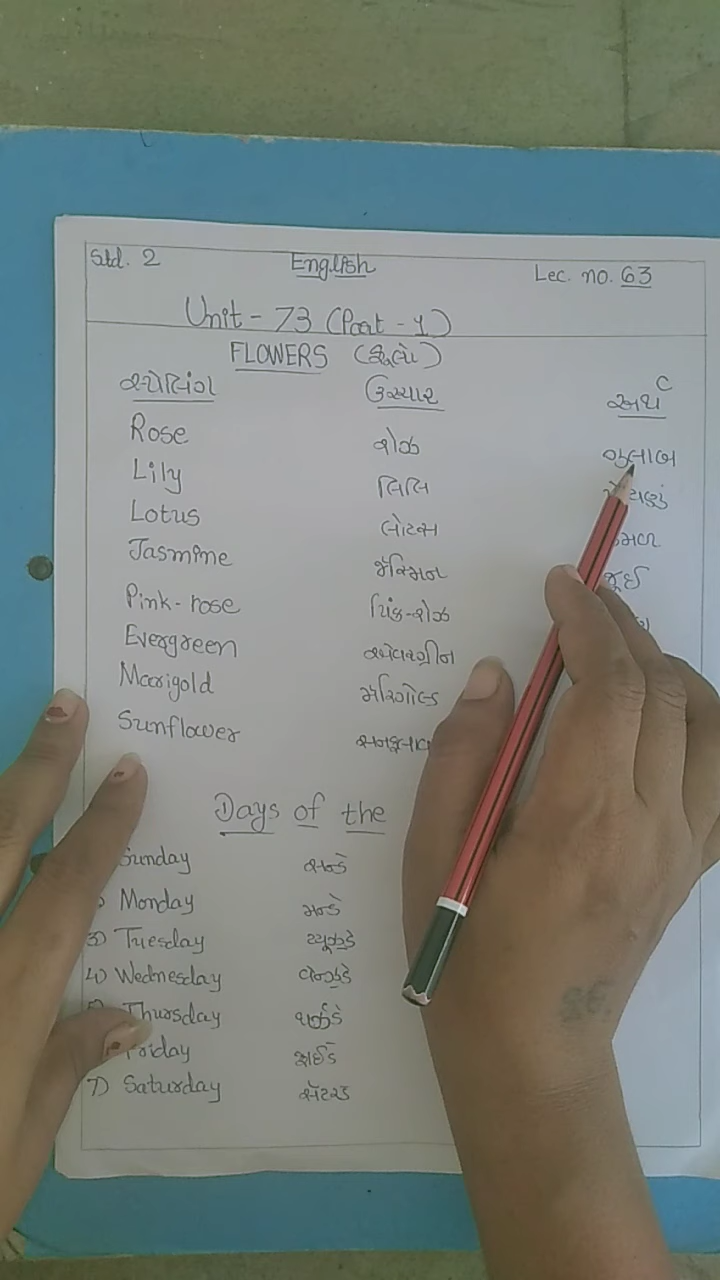 Std. 2 English Lec. no. 63
Unit - 73 (Part - 1)
FLOWERS (ફૂલો)
સ્પેલિંગ ઉચ્ચાર અર્થ
Rose રોઝ ગુલાબ
Lily લિલિ
Lotus લોટસ કમળ
Jasmine જૅસ્મિન જૂઈ
Pink-rose પિંક-રોઝ
Evergreen એવરગ્રીન
Marigold મૅરિગોલ્ડ
Sunflower
Days of the
Sunday સન્ડે
Monday મન્ડે
3) Tuesday ટ્યૂઝડે
4) Wednesday વેન્ઝડે
Thursday થર્ઝડે
Friday ફ્રાઈડે
7) Saturday સૅટરડે